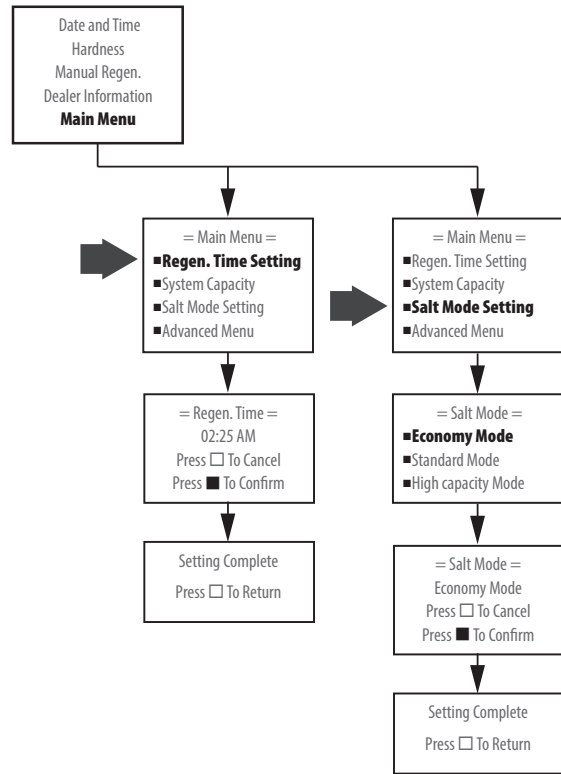 Date and Time
Hardness
Manual Regen.
Dealer Information
Main Menu
= Main Menu =
■Regen. Time Setting
■System Capacity
■Salt Mode Setting
■Advanced Menu
= Regen. Time =
02:25 AM
Press □ To Cancel
Press ■ To Confirm
Setting Complete
Press □ To Return
= Main Menu =
■Regen. Time Setting
■System Capacity
■Salt Mode Setting
■Advanced Menu
= Salt Mode =
■Economy Mode
■Standard Mode
■High capacity Mode
= Salt Mode =
Economy Mode
Press □ To Cancel
Press ■ To Confirm
Setting Complete
Press □ To Return